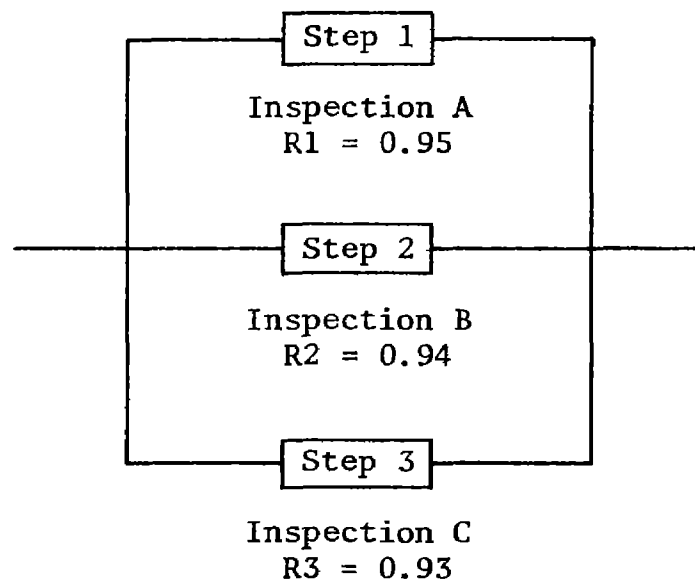 Step 1
Inspection A
R1 = 0.95
Step 2
Inspection B
R2 = 0.94
Step 3
Inspection C
R3 = 0.93